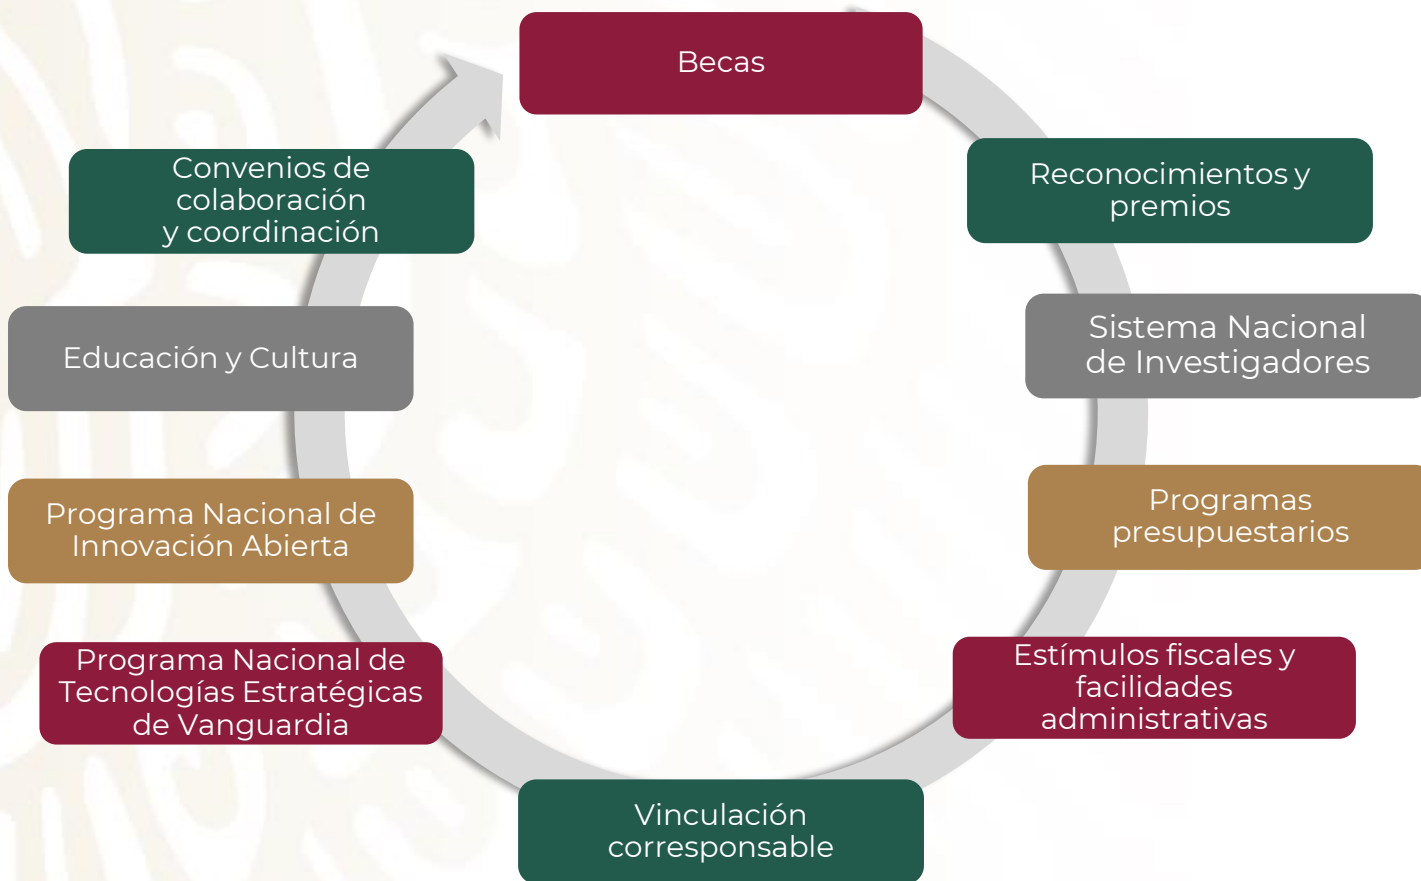 Becas
Reconocimientos y
premios
Sistema Nacional
de Investigadores
Programas
presupuestarios
Estímulos fiscales y
facilidades
administrativas
Vinculación
corresponsable
Programa Nacional de
Tecnologías Estratégicas
de Vanguardia
Programa Nacional de
Innovación Abierta
Educación y Cultura
Convenios de
colaboración
y coordinación